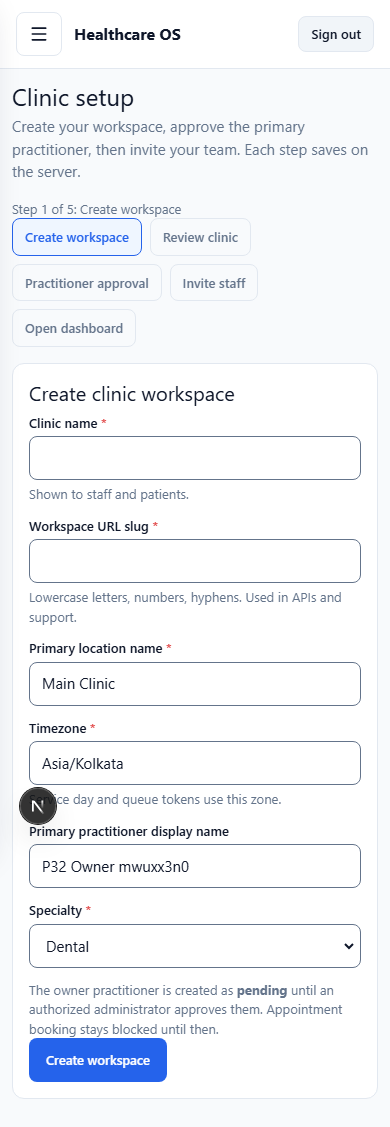 Healthcare OS
Sign out
Clinic setup
Create your workspace, approve the primary
practitioner, then invite your team. Each step saves on
the server.
Step 1 of 5: Create workspace
Create workspace
Review clinic
Practitioner approval
Invite staff
Open dashboard
Create clinic workspace
Clinic name *
Shown to staff and patients.
Workspace URL slug *
Lowercase letters, numbers, hyphens. Used in APIs and
support.
Primary location name *
Main Clinic
Timezone *
Asia/Kolkata
N
day and queue tokens use this zone.
Primary practitioner display name
P32 Owner mwuxx3n0
Specialty *
Dental
The owner practitioner is created as pending until an
authorized administrator approves them. Appointment
booking stays blocked until then.
Create workspace